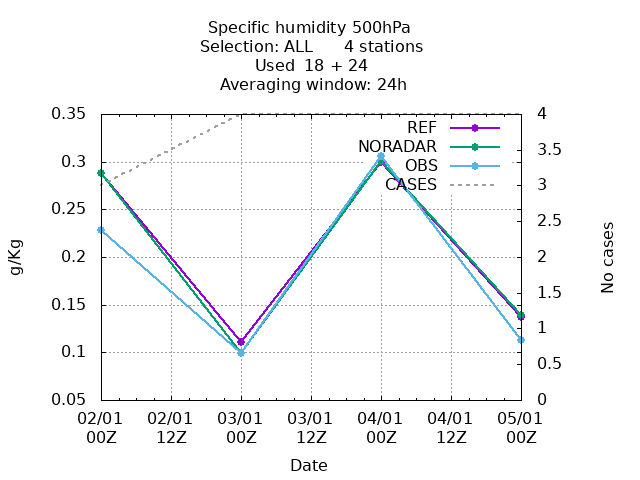 Specific humidity 500hPa
Selection: ALL      4 stations
Used  18 + 24
Averaging window: 24h
0.35
0.3
0.25
0.2
0.15
0.1
0.05
g/Kg
REF
NORADAR
OBS
CASES
4
3.5
3
2.5
2
1.5
1
0.5
0
No cases
02/01 02/01 03/01 03/01 04/01 04/01 05/01
00Z 12Z 00Z 12Z 00Z 12Z 00Z
Date